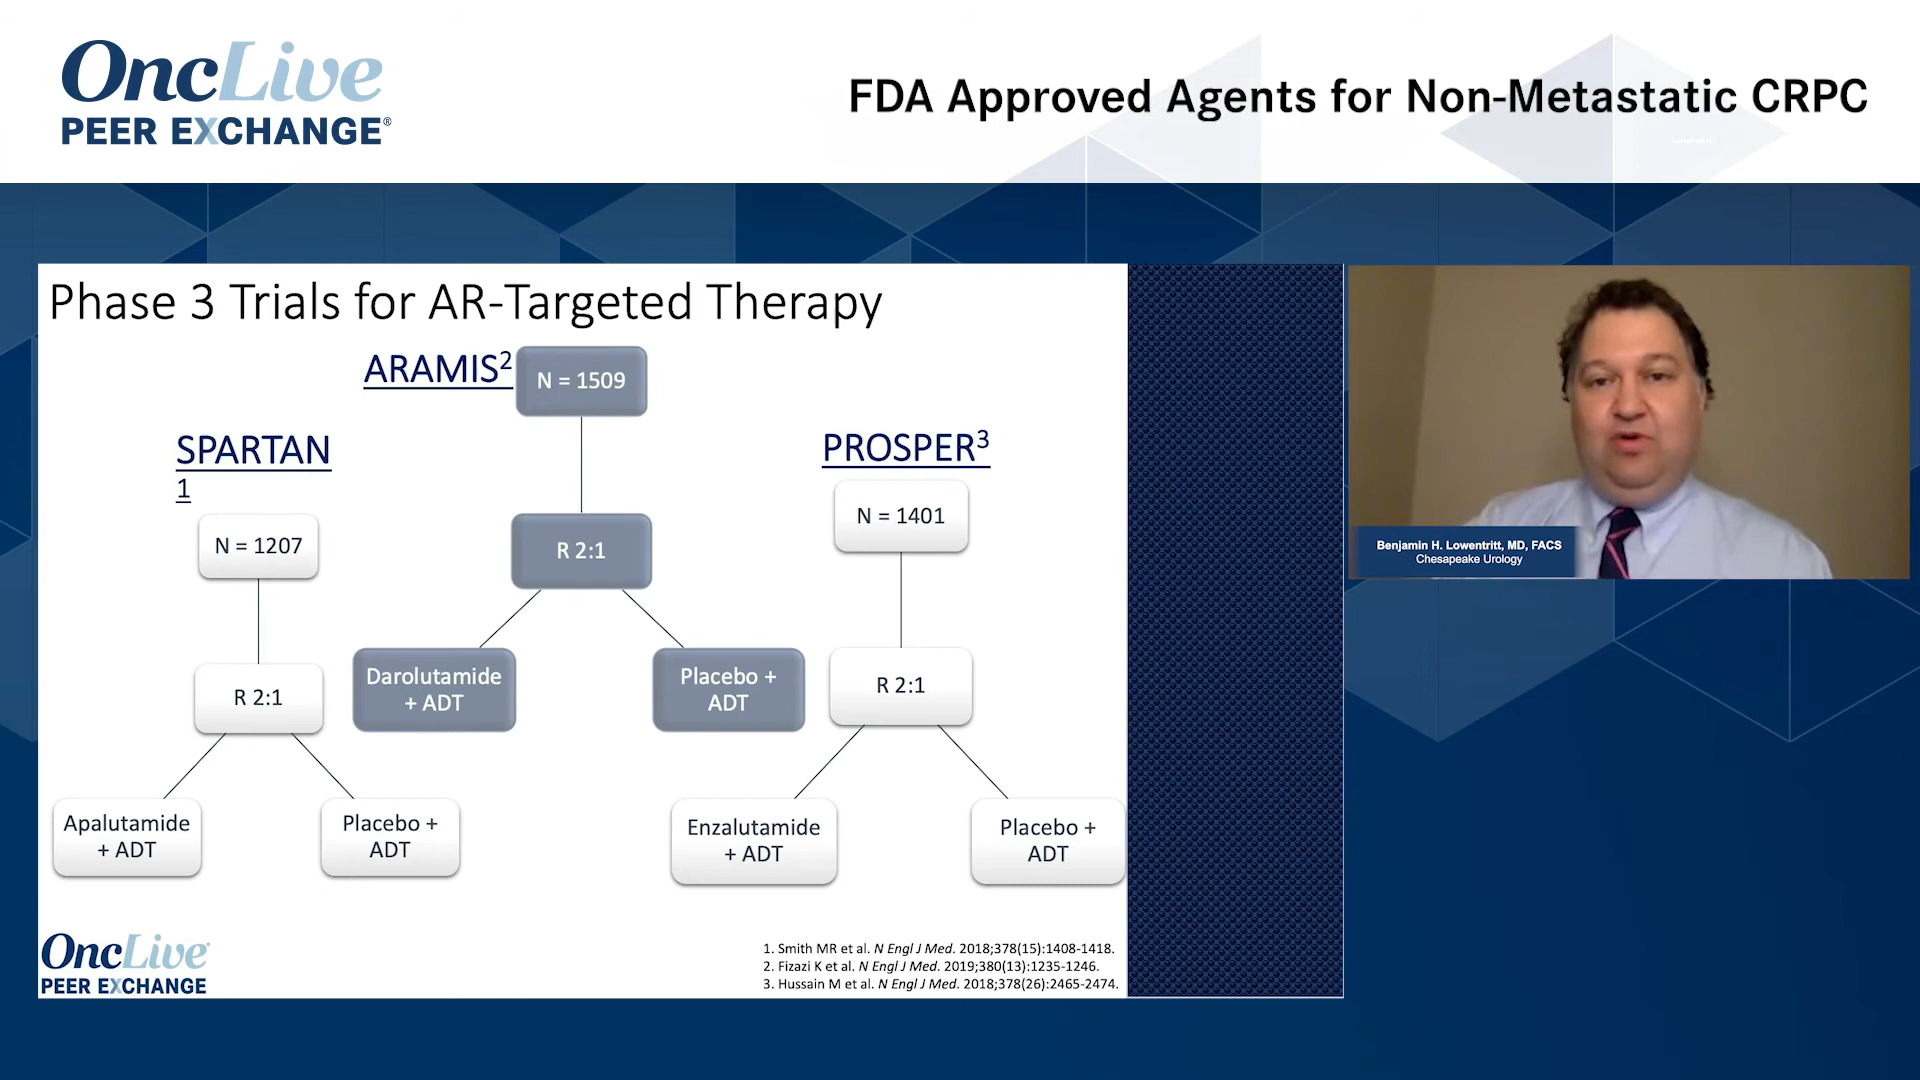 OncLive
PEER EXCHANGE®
FDA Approved Agents for Non-Metastatic CRPC
Phase 3 Trials for AR-Targeted Therapy
ARAMIS2
N = 1509
R 2:1
Darolutamide
+ ADT
Placebo +
ADT
SPARTAN
1
N = 1207
R 2:1
Apalutamide
+ ADT
Placebo +
ADT
PROSPER3
N = 1401
R 2:1
Enzalutamide
+ ADT
Placebo +
ADT
OncLive®
PEER EXCHANGE
1. Smith MR et al. N Engl J Med. 2018;378(15):1408-1418.
2. Fizazi K et al. N Engl J Med. 2019;380(13):1235-1246.
3. Hussain M et al. N Engl J Med. 2018;378(26):2465-2474.
Benjamin H. Lowentritt, MD, FACS
Chesapeake Urology